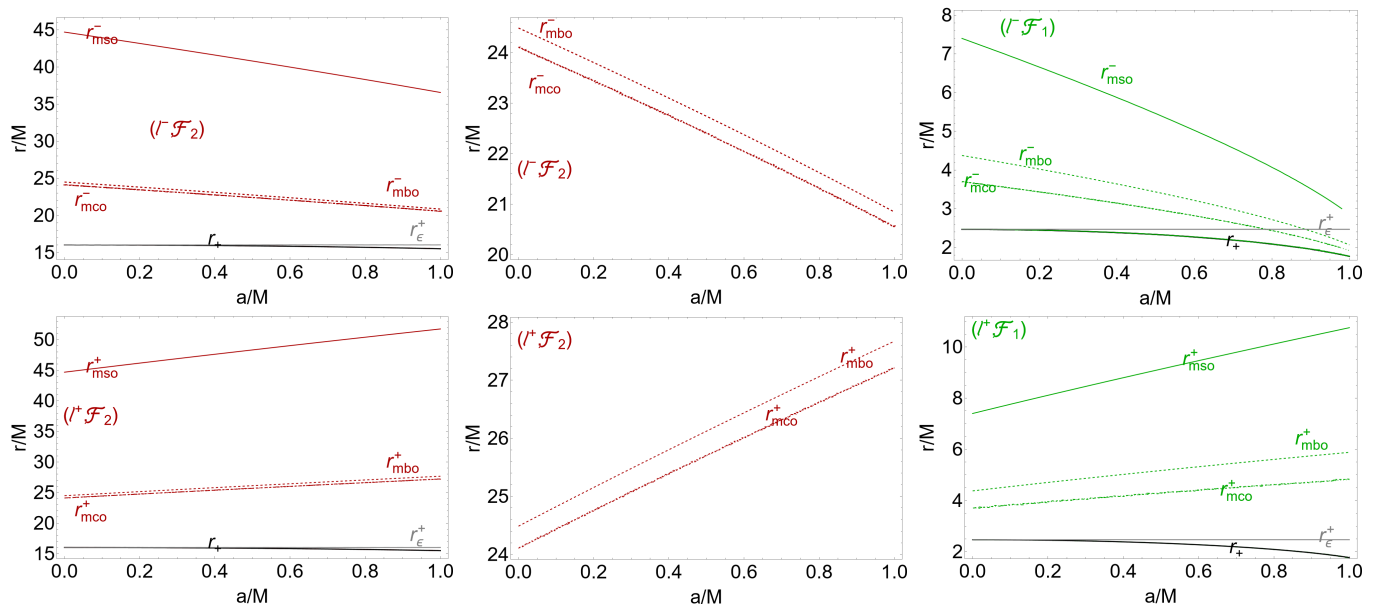 r/M
45
40
35
30
25
20
15
r⁻mso
(l⁻ℱ₂)
r⁻mbo
r⁻mco
r₊
r⁺ϵ
0.0 0.2 0.4 0.6 0.8 1.0
a/M
r/M
24
23
22
21
20
r⁻mbo
r⁻mco
(l⁻ℱ₂)
0.0 0.2 0.4 0.6 0.8 1.0
a/M
r/M
8
7
6
5
4
3
2
(l⁻ℱ₁)
r⁻mso
r⁻mbo
r⁻mco
r⁺ϵ
r₊
0.0 0.2 0.4 0.6 0.8 1.0
a/M
r/M
50
45
40
35
30
25
20
15
r⁺mso
(l⁺ℱ₂)
r⁺mbo
r⁺mco
r₊
r⁺ϵ
0.0 0.2 0.4 0.6 0.8 1.0
a/M
r/M
28
27
26
25
24
(l⁺ℱ₂)
r⁺mbo
r⁺mco
0.0 0.2 0.4 0.6 0.8 1.0
a/M
r/M
10
8
6
4
2
(l⁺ℱ₁)
r⁺mso
r⁺mbo
r⁺mco
r⁺ϵ
r₊
0.0 0.2 0.4 0.6 0.8 1.0
a/M